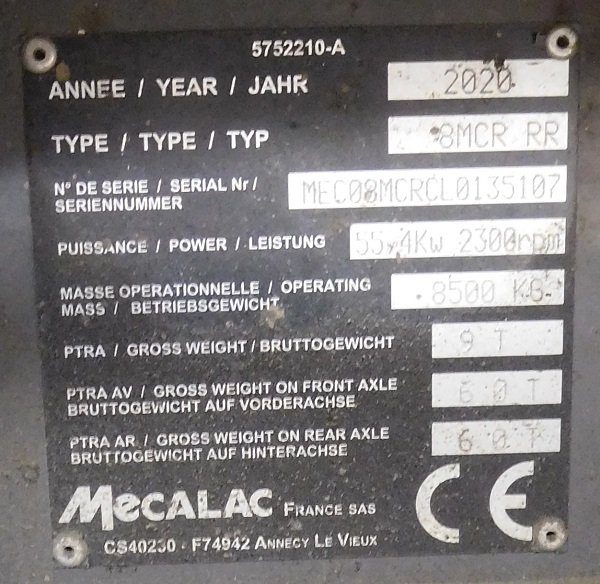 5752210-A
ANNEE / YEAR / JAHR 2020
TYPE / TYPE / TYP 8MCR RR
N° DE SERIE / SERIAL Nr / MEC08MCRCL0135107
SERIENNUMMER
PUISSANCE / POWER / LEISTUNG 55,4Kw 2300rpm
MASSE OPERATIONNELLE / OPERATING 8500 KG
MASS / BETRIEBSGEWICHT
PTRA / GROSS WEIGHT / BRUTTOGEWICHT 9 T
PTRA AV / GROSS WEIGHT ON FRONT AXLE 6.0 T
BRUTTOGEWICHT AUF VORDERACHSE
PTRA AR / GROSS WEIGHT ON REAR AXLE 6.0 T
BRUTTOGEWICHT AUF HINTERACHSE
MECALAC FRANCE SAS CE
CS40230 - F74942 ANNECY LE VIEUX